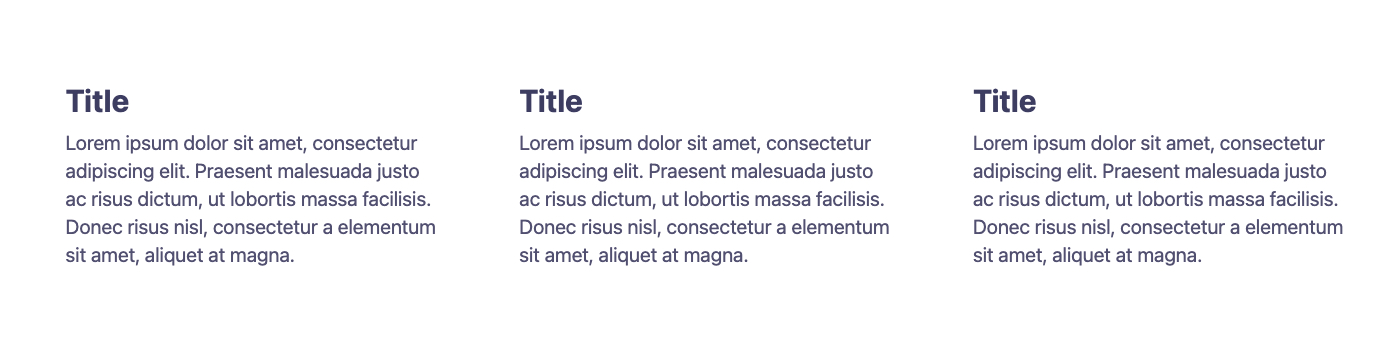 Title
Lorem ipsum dolor sit amet, consectetur
adipiscing elit. Praesent malesuada justo
ac risus dictum, ut lobortis massa facilisis.
Donec risus nisl, consectetur a elementum
sit amet, aliquet at magna.
Title
Lorem ipsum dolor sit amet, consectetur
adipiscing elit. Praesent malesuada justo
ac risus dictum, ut lobortis massa facilisis.
Donec risus nisl, consectetur a elementum
sit amet, aliquet at magna.
Title
Lorem ipsum dolor sit amet, consectetur
adipiscing elit. Praesent malesuada justo
ac risus dictum, ut lobortis massa facilisis.
Donec risus nisl, consectetur a elementum
sit amet, aliquet at magna.